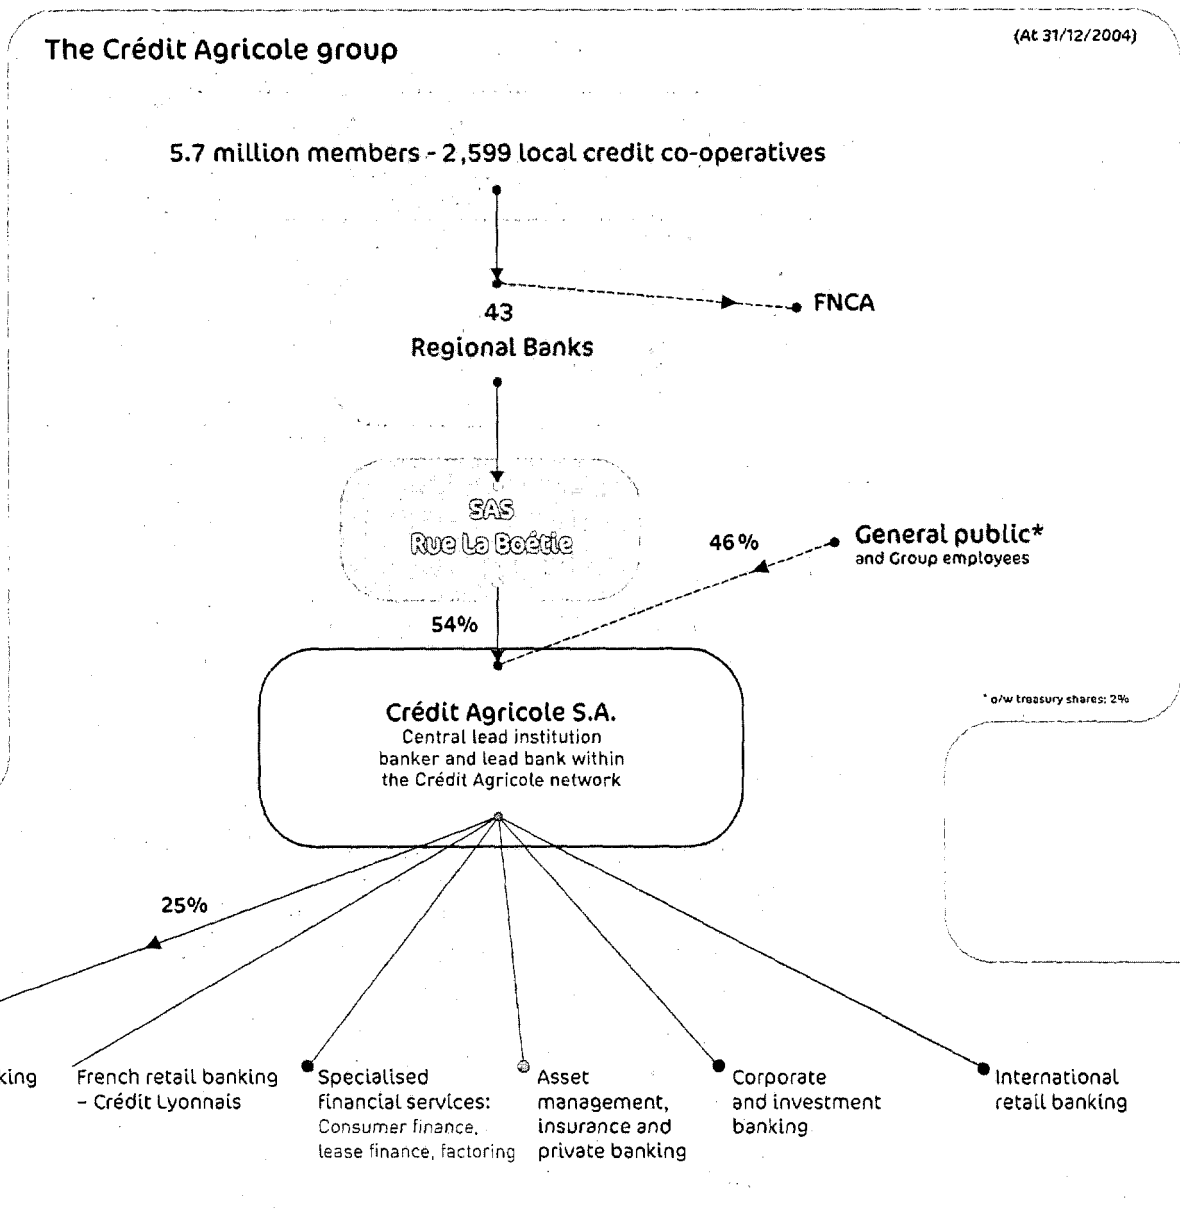 The Crédit Agricole group
(At 31/12/2004)
5.7 million members - 2,599 local credit co-operatives
FNCA
43
Regional Banks
SAS
Rue La Boétie
46%
General public*
and Group employees
54%
* o/w treasury shares: 2%
Crédit Agricole S.A.
Central lead institution
banker and lead bank within
the Crédit Agricole network
25%
king
French retail banking
– Crédit Lyonnais
Specialised
financial services:
Consumer finance,
lease finance, factoring
Asset
management,
insurance and
private banking
Corporate
and investment
banking
International
retail banking